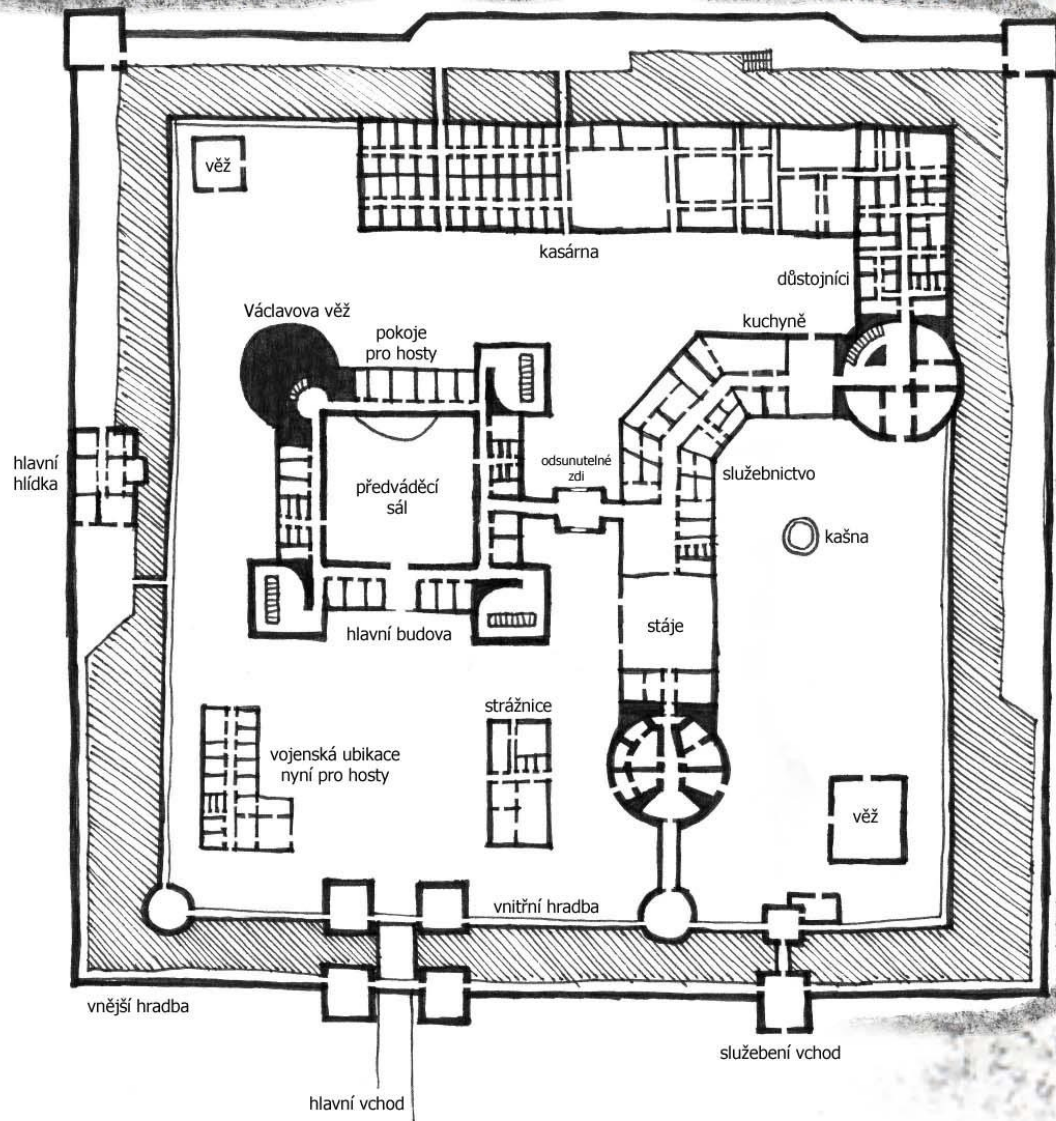 věž
kasárna
důstojníci
Václavova věž
kuchyně
pokoje
pro hosty
hlavní
hlídka
odsunutelné
zdi
služebnictvo
předváděcí
sál
kašna
hlavní budova
stáje
strážnice
vojenská ubikace
nyní pro hosty
věž
vnitřní hradba
vnější hradba
služebení vchod
hlavní vchod